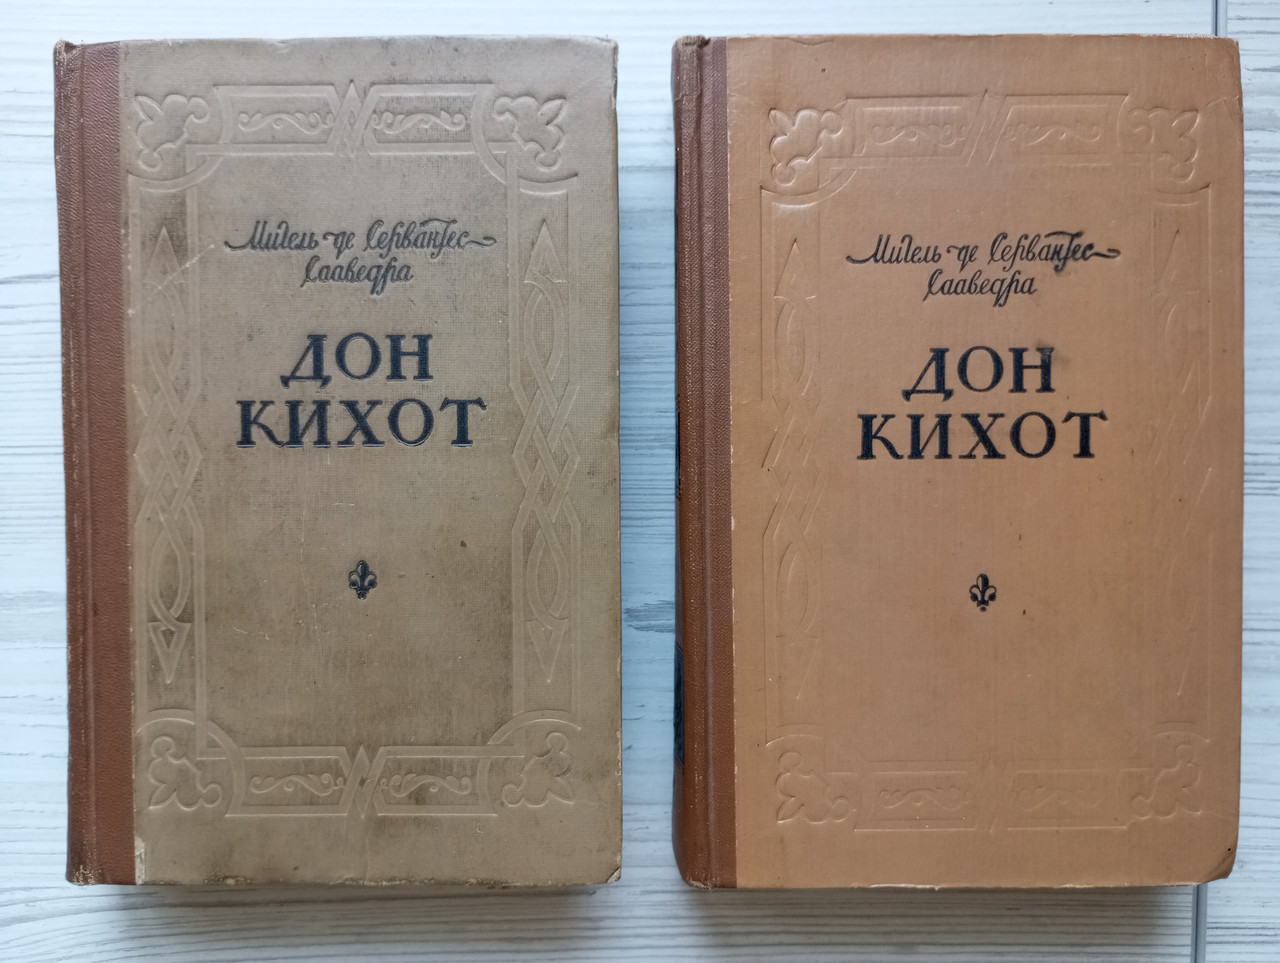 Мигель де Сервантес
Сааведра
ДОН
КИХОТ
Мигель де Сервантес
Сааведра
ДОН
КИХОТ